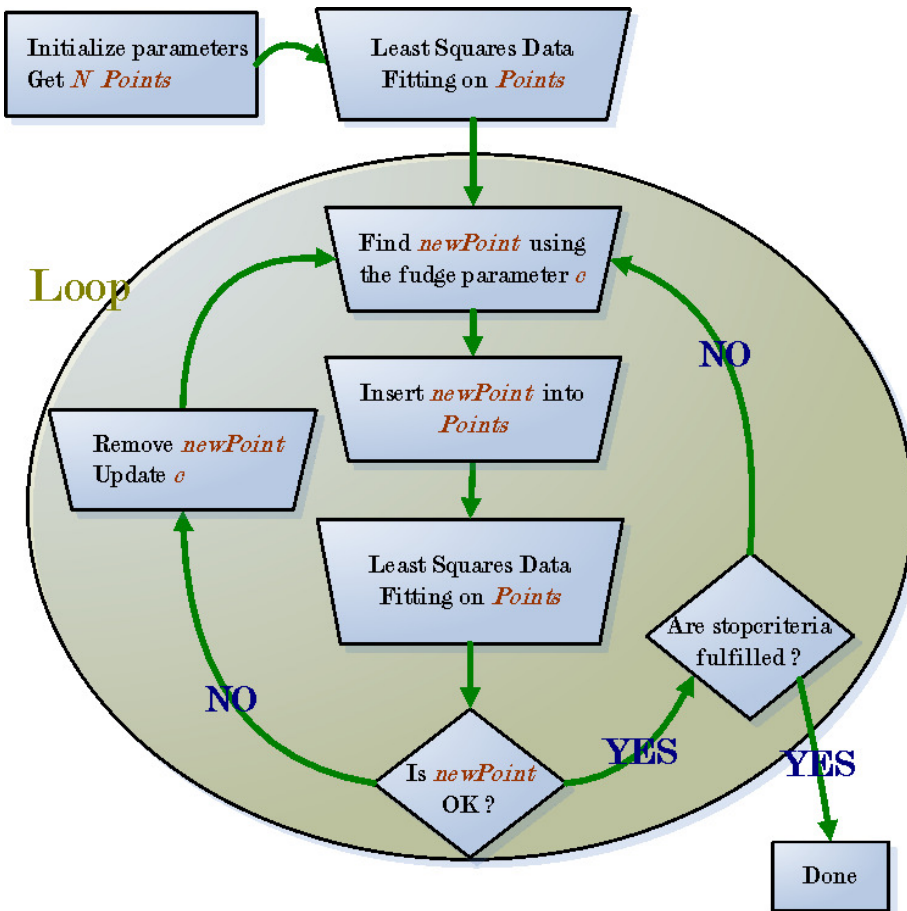 Initialize parameters
Get N Points
Least Squares Data
Fitting on Points
Loop
Find newPoint using
the fudge parameter c
NO
Insert newPoint into
Points
Remove newPoint
Update c
Least Squares Data
Fitting on Points
Are stopcriteria
fulfilled ?
NO
YES
YES
Is newPoint
OK ?
Done